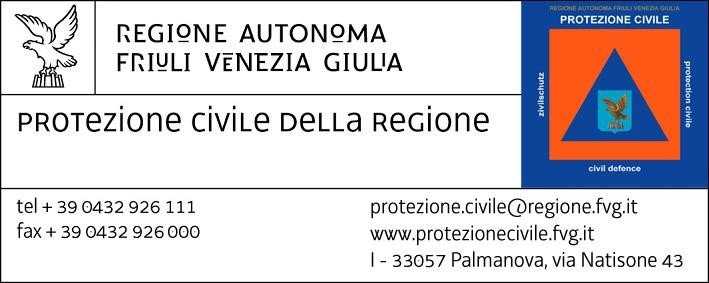 REGIONE AUTONOMA
FRIULI VENEZIA GIULIA
PROTEZIONE CIVILE DELLA REGIONE
REGIONE AUTONOMA FRIULI VENEZIA GIULIA
PROTEZIONE CIVILE
zivilschutz
protection civile
civil defence
tel + 39 0432 926 111
fax + 39 0432 926 000
protezione.civile@regione.fvg.it
www.protezionecivile.fvg.it
I - 33057 Palmanova, via Natisone 43